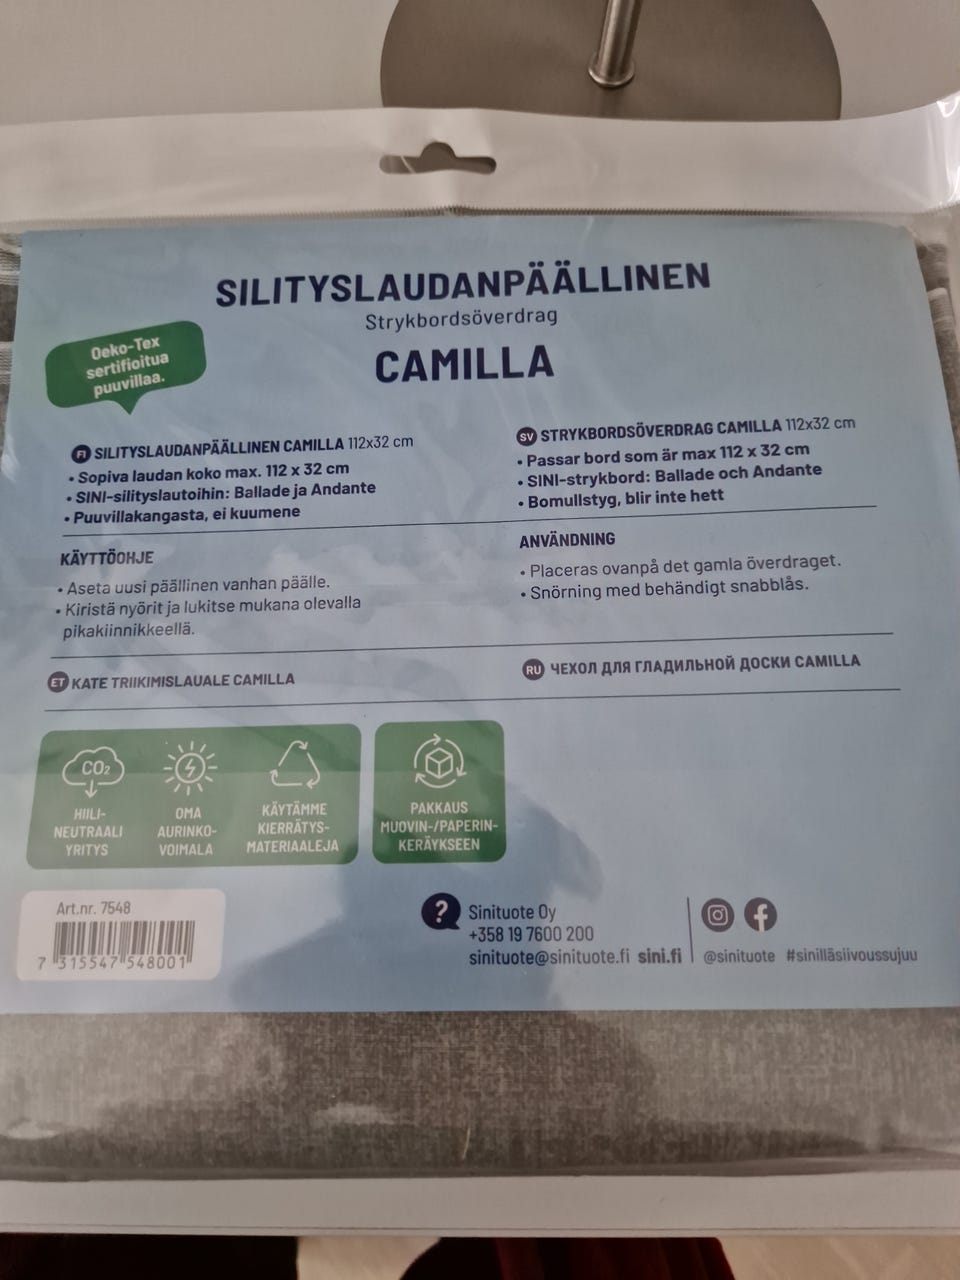 SILITYSLAUDANPÄÄLLINEN
Strykbordsöverdrag
CAMILLA
Oeko-Tex
sertifioitua
puuvillaa.
FI SILITYSLAUDANPÄÄLLINEN CAMILLA 112x32 cm
• Sopiva laudan koko max. 112 x 32 cm
• SINI-silityslautoihin: Ballade ja Andante
• Puuvillakangasta, ei kuumene
SV STRYKBORDSÖVERDRAG CAMILLA 112x32 cm
• Passar bord som är max 112 x 32 cm
• SINI-strykbord: Ballade och Andante
• Bomullstyg, blir inte hett
KÄYTTÖOHJE
• Aseta uusi päällinen vanhan päälle.
• Kiristä nyörit ja lukitse mukana olevalla
pikakiinnikkeellä.
ANVÄNDNING
• Placeras ovanpå det gamla överdraget.
• Snörning med behändigt snabblås.
ET KATE TRIIKIMISLAUALE CAMILLA
RU ЧЕХОЛ ДЛЯ ГЛАДИЛЬНОЙ ДОСКИ CAMILLA
CO2
HIILI-
NEUTRAALI
YRITYS
OMA
AURINKO-
VOIMALA
KÄYTÄMME
KIERRÄTYS-
MATERIAALEJA
PAKKAUS
MUOVIN-/PAPERIN-
KERÄYKSEEN
Art.nr. 7548
7 315547 548001
?
Sinituote Oy
+358 19 7600 200
sinituote@sinituote.fi sini.fi
@sinituote #sinilläsiivoussujuu